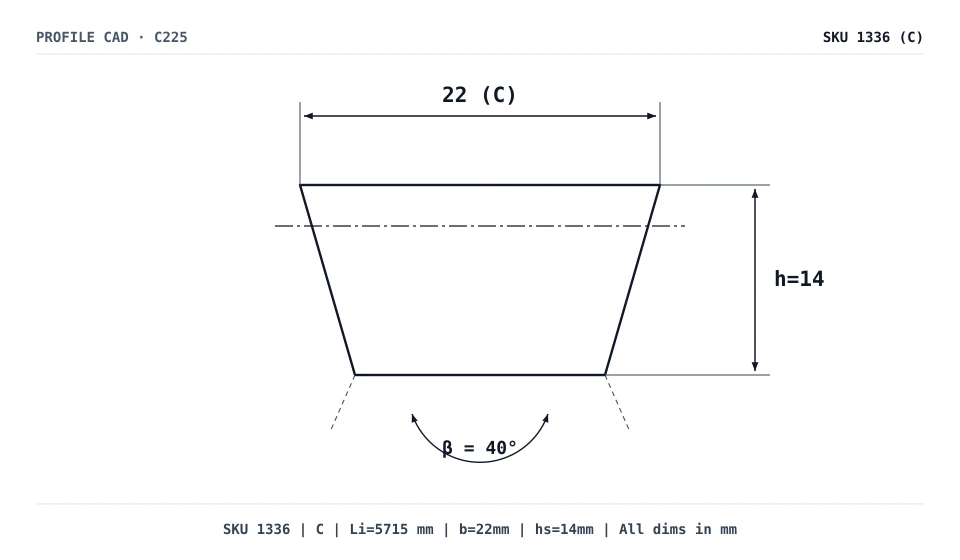 PROFILE CAD · C225
SKU 1336 (C)
22 (C)
h=14
β = 40°
SKU 1336 | C | Li=5715 mm | b=22mm | hs=14mm | All dims in mm